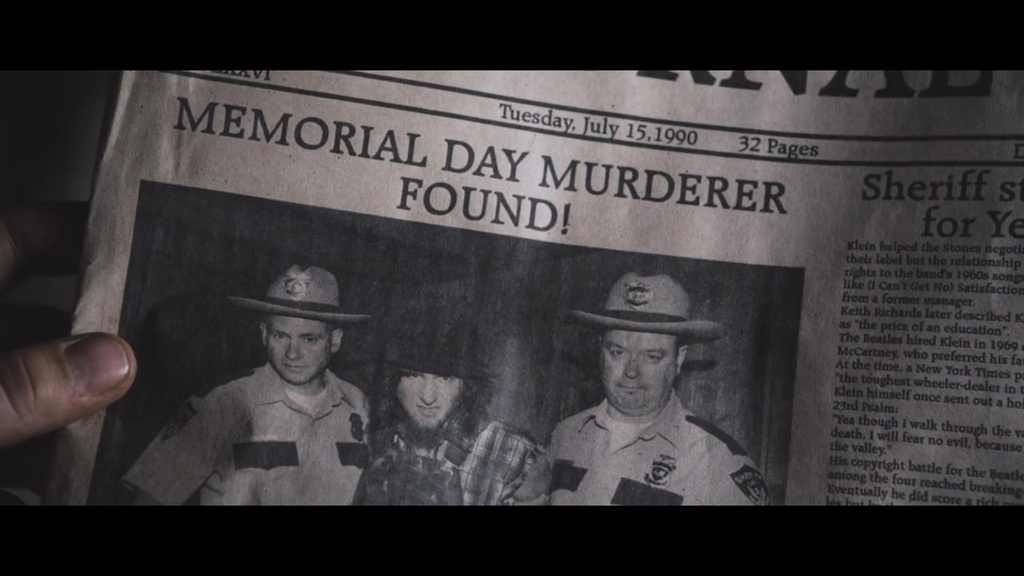 LXXVI
RNAL
Tuesday, July 15,1990 32 Pages D
MEMORIAL DAY MURDERER
FOUND!
Sheriff st
for Ye
Klein helped the Stones negoti
their label but the relationship
rights to the band's 1960s song
like (I Can't Get No) Satisfaction
from a former manager.
Keith Richards later described K
as "the price of an education".
The Beatles hired Klein in 1969
McCartney, who preferred his fa
At the time, a New York Times p
"the toughest wheeler-dealer in t
Klein himself once sent out a hol
23rd Psalm:
"Yea though I walk through the va
death, I will fear no evil, because
the valley."
His copyright battle for the Beatle
among the four reached breaking
Eventually he did score a rich